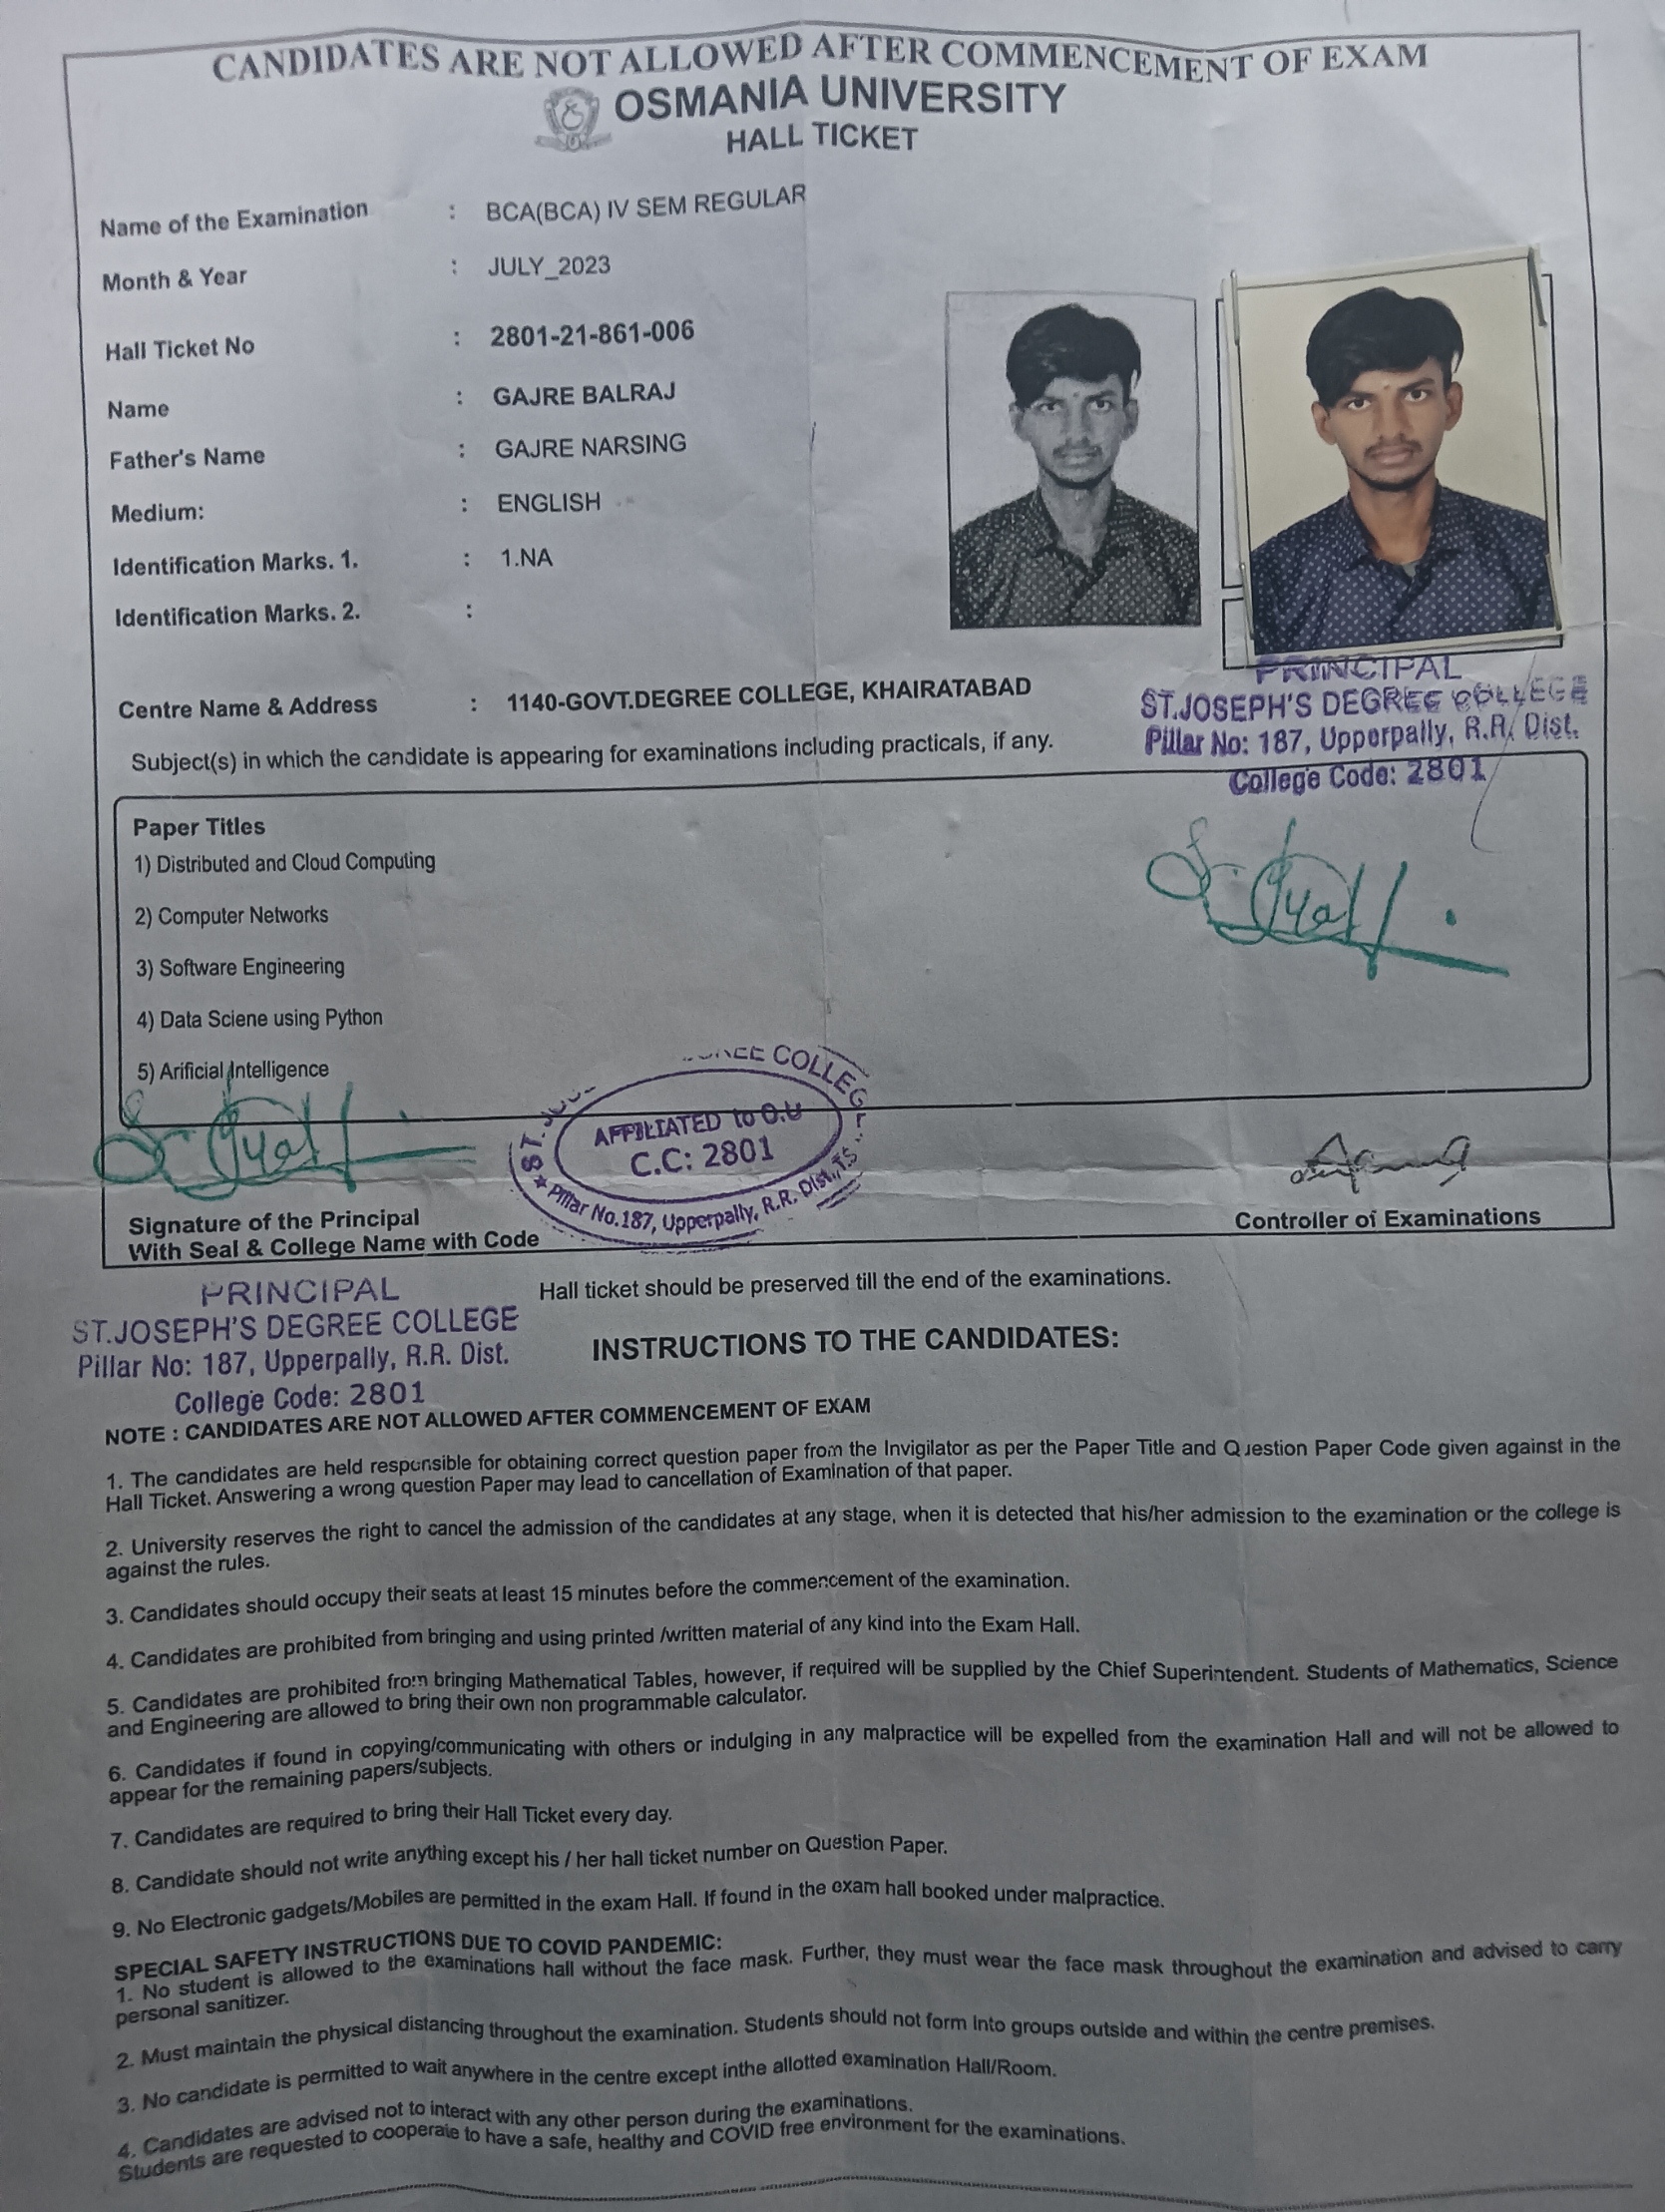 CANDIDATES ARE NOT ALLOWED AFTER COMMENCEMENT OF EXAM
OSMANIA UNIVERSITY
HALL TICKET
Name of the Examination : BCA(BCA) IV SEM REGULAR
Month & Year : JULY_2023
Hall Ticket No : 2801-21-861-006
Name : GAJRE BALRAJ
Father's Name : GAJRE NARSING
Medium: : ENGLISH
Identification Marks. 1. : 1.NA
Identification Marks. 2. :
Centre Name & Address : 1140-GOVT.DEGREE COLLEGE, KHAIRATABAD
PRINCIPAL
ST.JOSEPH'S DEGREE COLLEGE
Pillar No: 187, Upperpally, R.R. Dist.
College Code: 2801
Subject(s) in which the candidate is appearing for examinations including practicals, if any.
Paper Titles
1) Distributed and Cloud Computing
2) Computer Networks
3) Software Engineering
4) Data Sciene using Python
5) Arificial Intelligence
COLLEGE
ST.
AFFILIATED to O.U
C.C: 2801
★ Pillar No.187, Upperpally, R.R. Dist., T.S.
Signature of the Principal
With Seal & College Name with Code
Controller of Examinations
Hall ticket should be preserved till the end of the examinations.
PRINCIPAL
ST.JOSEPH'S DEGREE COLLEGE
Pillar No: 187, Upperpally, R.R. Dist.
College Code: 2801
INSTRUCTIONS TO THE CANDIDATES:
NOTE : CANDIDATES ARE NOT ALLOWED AFTER COMMENCEMENT OF EXAM
1. The candidates are held responsible for obtaining correct question paper from the Invigilator as per the Paper Title and Question Paper Code given against in the
Hall Ticket. Answering a wrong question Paper may lead to cancellation of Examination of that paper.
2. University reserves the right to cancel the admission of the candidates at any stage, when it is detected that his/her admission to the examination or the college is
against the rules.
3. Candidates should occupy their seats at least 15 minutes before the commencement of the examination.
4. Candidates are prohibited from bringing and using printed /written material of any kind into the Exam Hall.
5. Candidates are prohibited from bringing Mathematical Tables, however, if required will be supplied by the Chief Superintendent. Students of Mathematics, Science
and Engineering are allowed to bring their own non programmable calculator.
6. Candidates if found in copying/communicating with others or indulging in any malpractice will be expelled from the examination Hall and will not be allowed to
appear for the remaining papers/subjects.
7. Candidates are required to bring their Hall Ticket every day.
8. Candidate should not write anything except his / her hall ticket number on Question Paper.
9. No Electronic gadgets/Mobiles are permitted in the exam Hall. If found in the exam hall booked under malpractice.
SPECIAL SAFETY INSTRUCTIONS DUE TO COVID PANDEMIC:
1. No student is allowed to the examinations hall without the face mask. Further, they must wear the face mask throughout the examination and advised to carry
personal sanitizer.
2. Must maintain the physical distancing throughout the examination. Students should not form into groups outside and within the centre premises.
3. No candidate is permitted to wait anywhere in the centre except inthe allotted examination Hall/Room.
4. Candidates are advised not to interact with any other person during the examinations.
Students are requested to cooperate to have a safe, healthy and COVID free environment for the examinations.